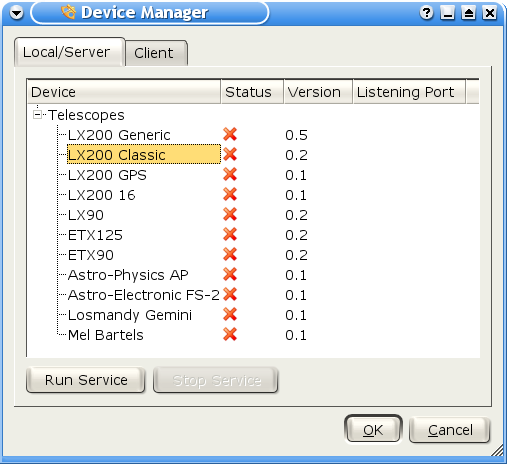 Device Manager
Local/Server Client
Device Status Version Listening Port
Telescopes
LX200 Generic 0.5
LX200 Classic 0.2
LX200 GPS 0.1
LX200 16 0.1
LX90 0.2
ETX125 0.2
ETX90 0.2
Astro-Physics AP 0.1
Astro-Electronic FS-2 0.1
Losmandy Gemini 0.1
Mel Bartels 0.1
Run Service Stop Service
OK Cancel